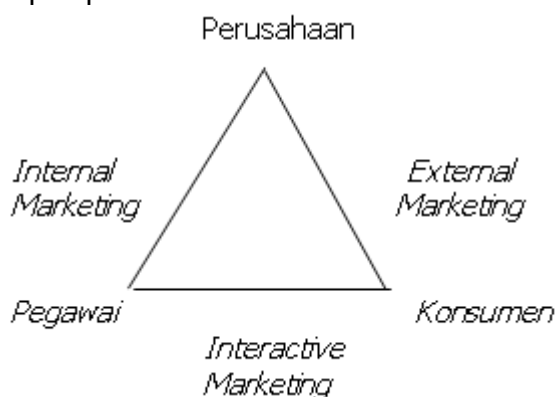 Perusahaan
Internal
Marketing
External
Marketing
Pegawai
Konsumen
Interactive
Marketing